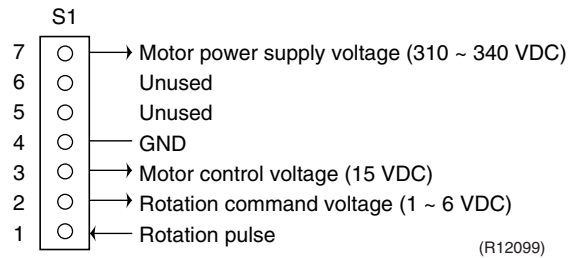 S1
7 Motor power supply voltage (310 ~ 340 VDC)
6 Unused
5 Unused
4 GND
3 Motor control voltage (15 VDC)
2 Rotation command voltage (1 ~ 6 VDC)
1 Rotation pulse
(R12099)